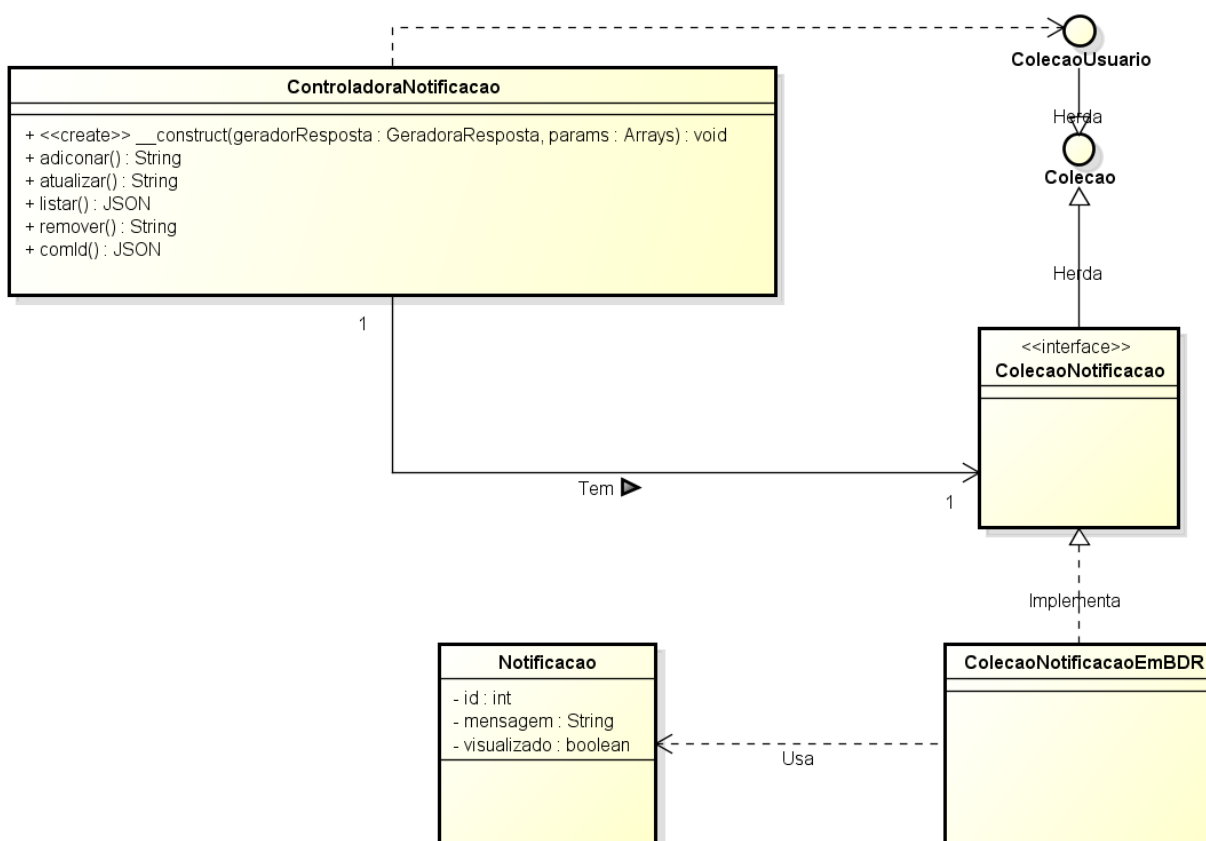 ColecaoUsuario
ControladoraNotificacao
Herda
+ <<create>> __construct(geradorResposta : GeradoraResposta, params : Arrays) : void
+ adiconar() : String
+ atualizar() : String
+ listar() : JSON
+ remover() : String
+ comId() : JSON
Colecao
Herda
1
<<interface>>
ColecaoNotificacao
Tem
1
Implementa
Notificacao
- id : int
- mensagem : String
- visualizado : boolean
ColecaoNotificacaoEmBDR
Usa